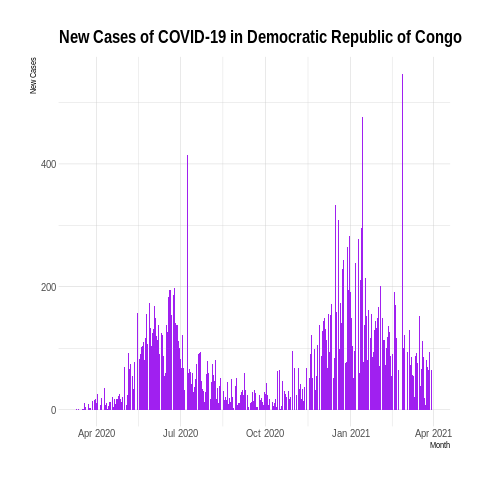 New Cases of COVID-19 in Democratic Republic of Congo
New Cases
400
200
0
Apr 2020
Jul 2020
Oct 2020
Jan 2021
Apr 2021
Month